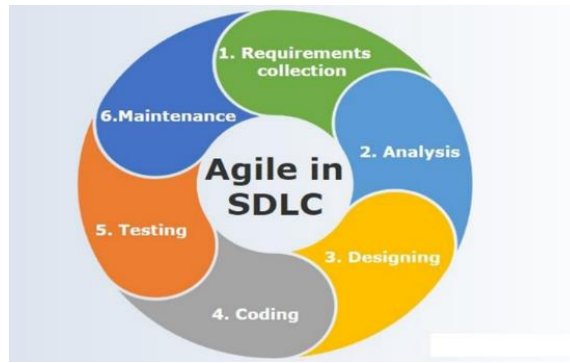 1. Requirements
collection
2. Analysis
3. Designing
4. Coding
5. Testing
6.Maintenance
Agile in
SDLC